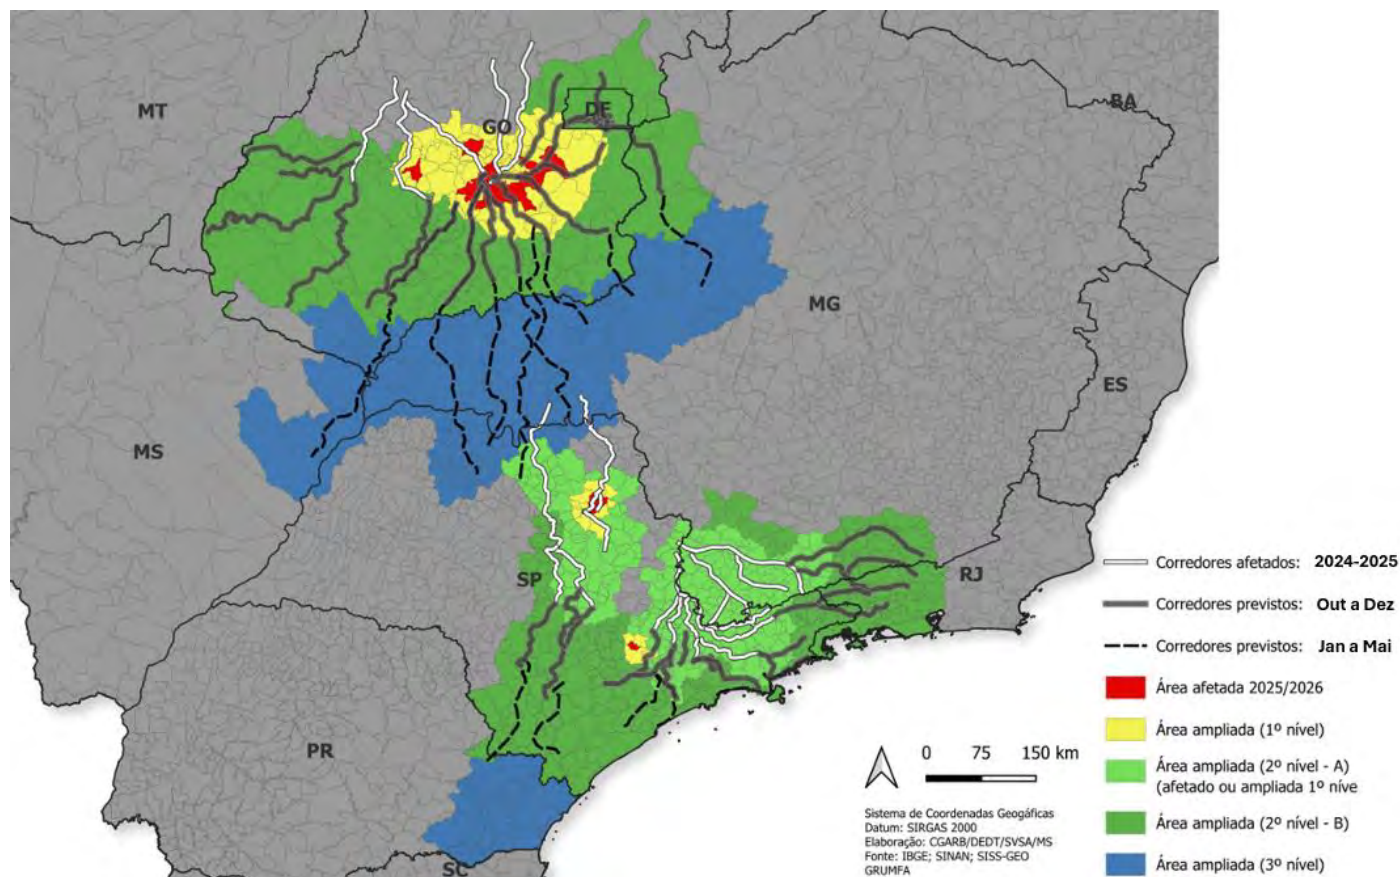 MT
GO
DF
BA
MG
ES
MS
SP
RJ
PR
SC
Corredores afetados: 2024-2025
Corredores previstos: Out a Dez
Corredores previstos: Jan a Mai
Área afetada 2025/2026
Área ampliada (1º nível)
Área ampliada (2º nível - A)
(afetado ou ampliada 1º níve
Área ampliada (2º nível - B)
Área ampliada (3º nível)
0 75 150 km
Sistema de Coordenadas Geográficas
Datum: SIRGAS 2000
Elaboração: CGARB/DEDT/SVSA/MS
Fonte: IBGE; SINAN; SISS-GEO
GRUMFA